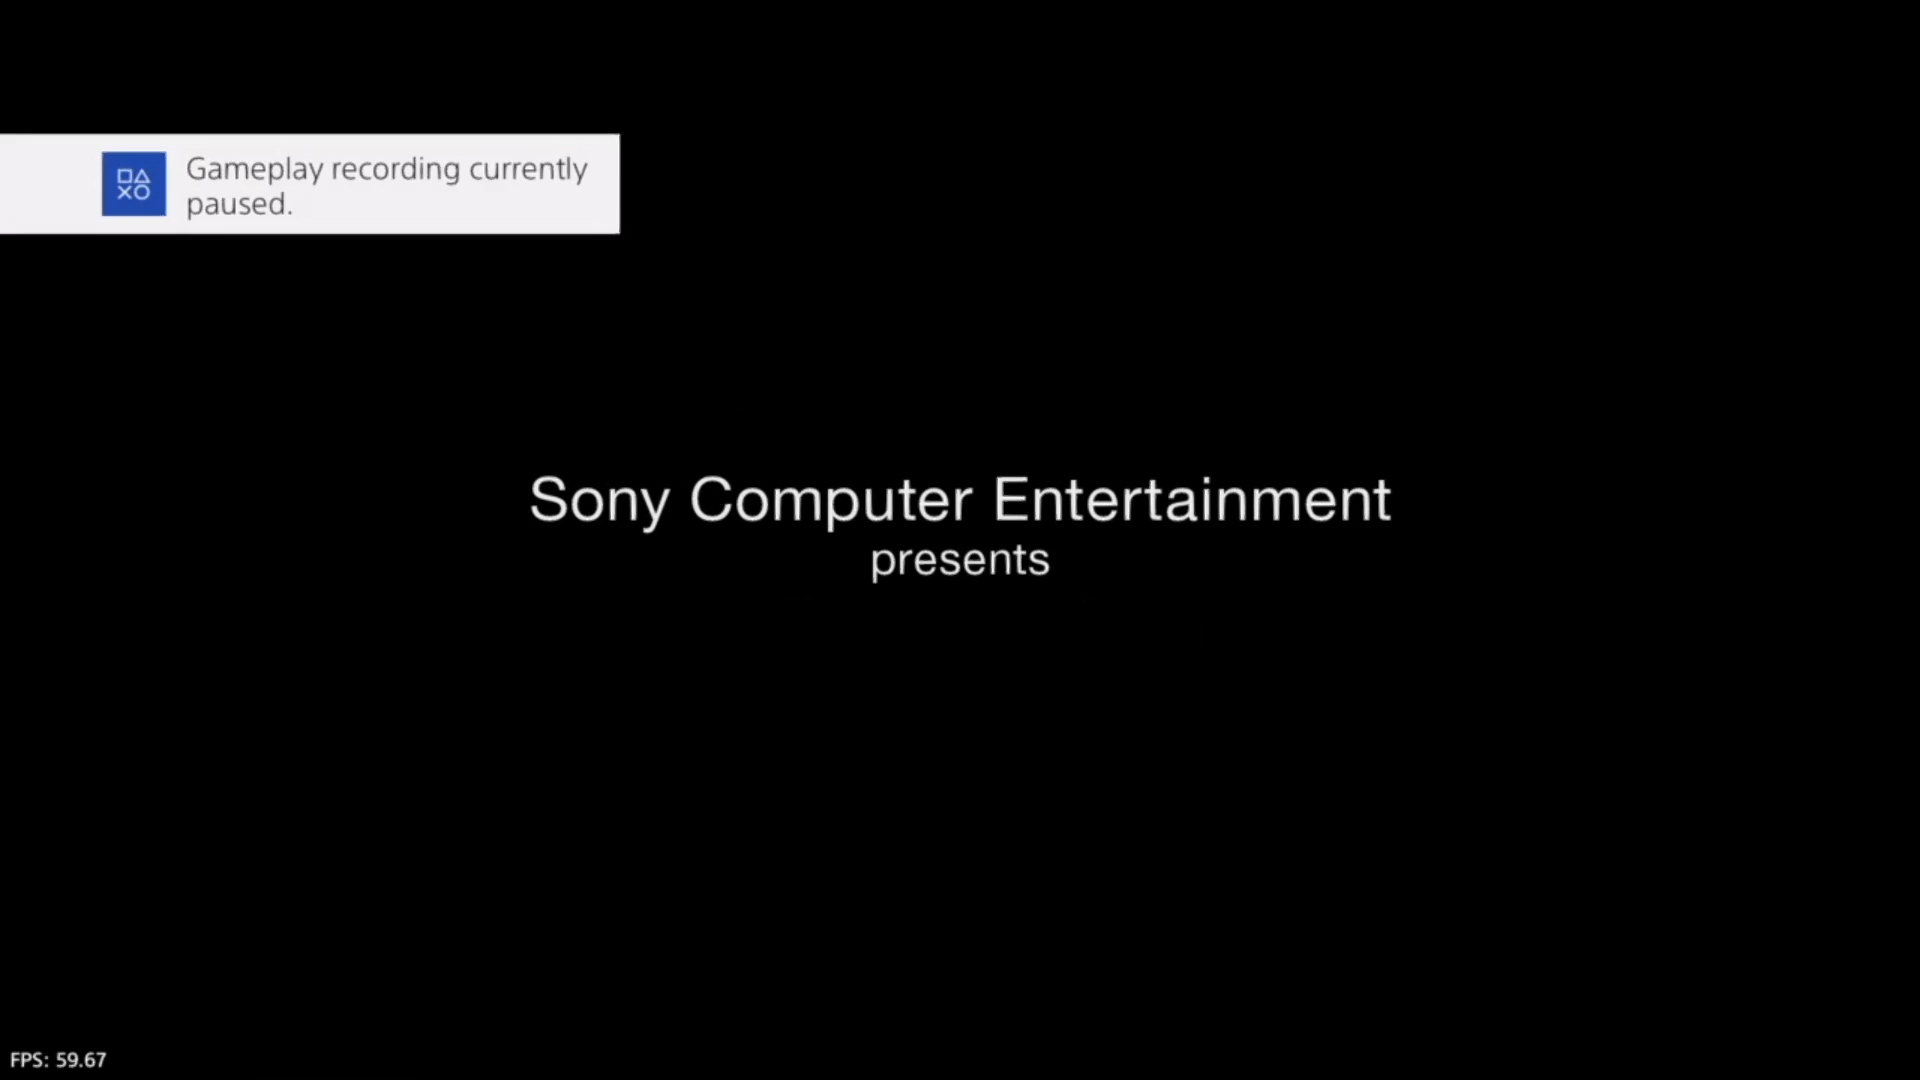 Gameplay recording currently
paused.
Sony Computer Entertainment
presents
FPS: 59.67